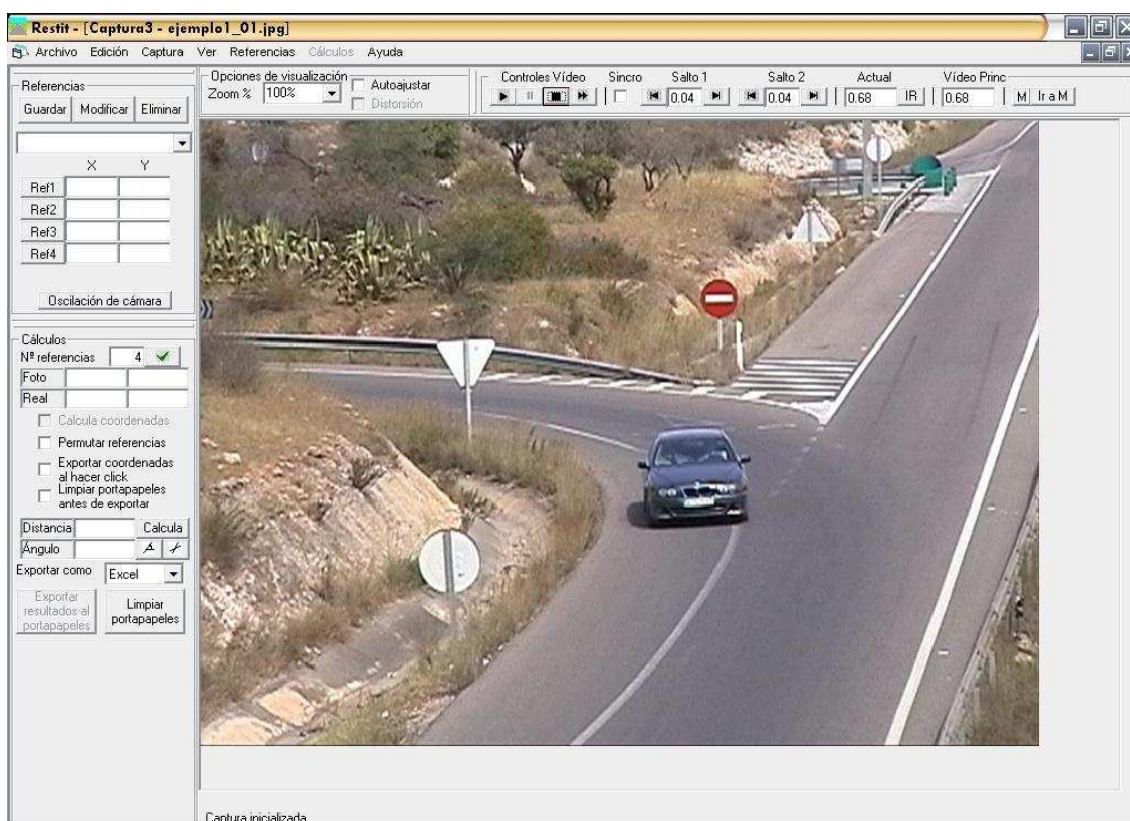 Restit - [Captura3 - ejemplo1_01.jpg]
Archivo Edición Captura Ver Referencias Cálculos Ayuda
Referencias
Guardar Modificar Eliminar
X Y
Ref1
Ref2
Ref3
Ref4
Oscilación de cámara
Cálculos
Nº referencias 4
Foto
Real
Calcula coordenadas
Permutar referencias
Exportar coordenadas
al hacer click
Limpiar portapapeles
antes de exportar
Distancia Calcula
Ángulo
Exportar como Excel
Exportar
resultados al
portapapeles
Limpiar
portapapeles
Opciones de visualización
Zoom % 100%
Autoajustar
Distorsión
Controles Vídeo Sincro Salto 1 Salto 2 Actual Vídeo Princ
0.04 0.04 0.68 IR 0.68 M Ir a M
Captura inicializada